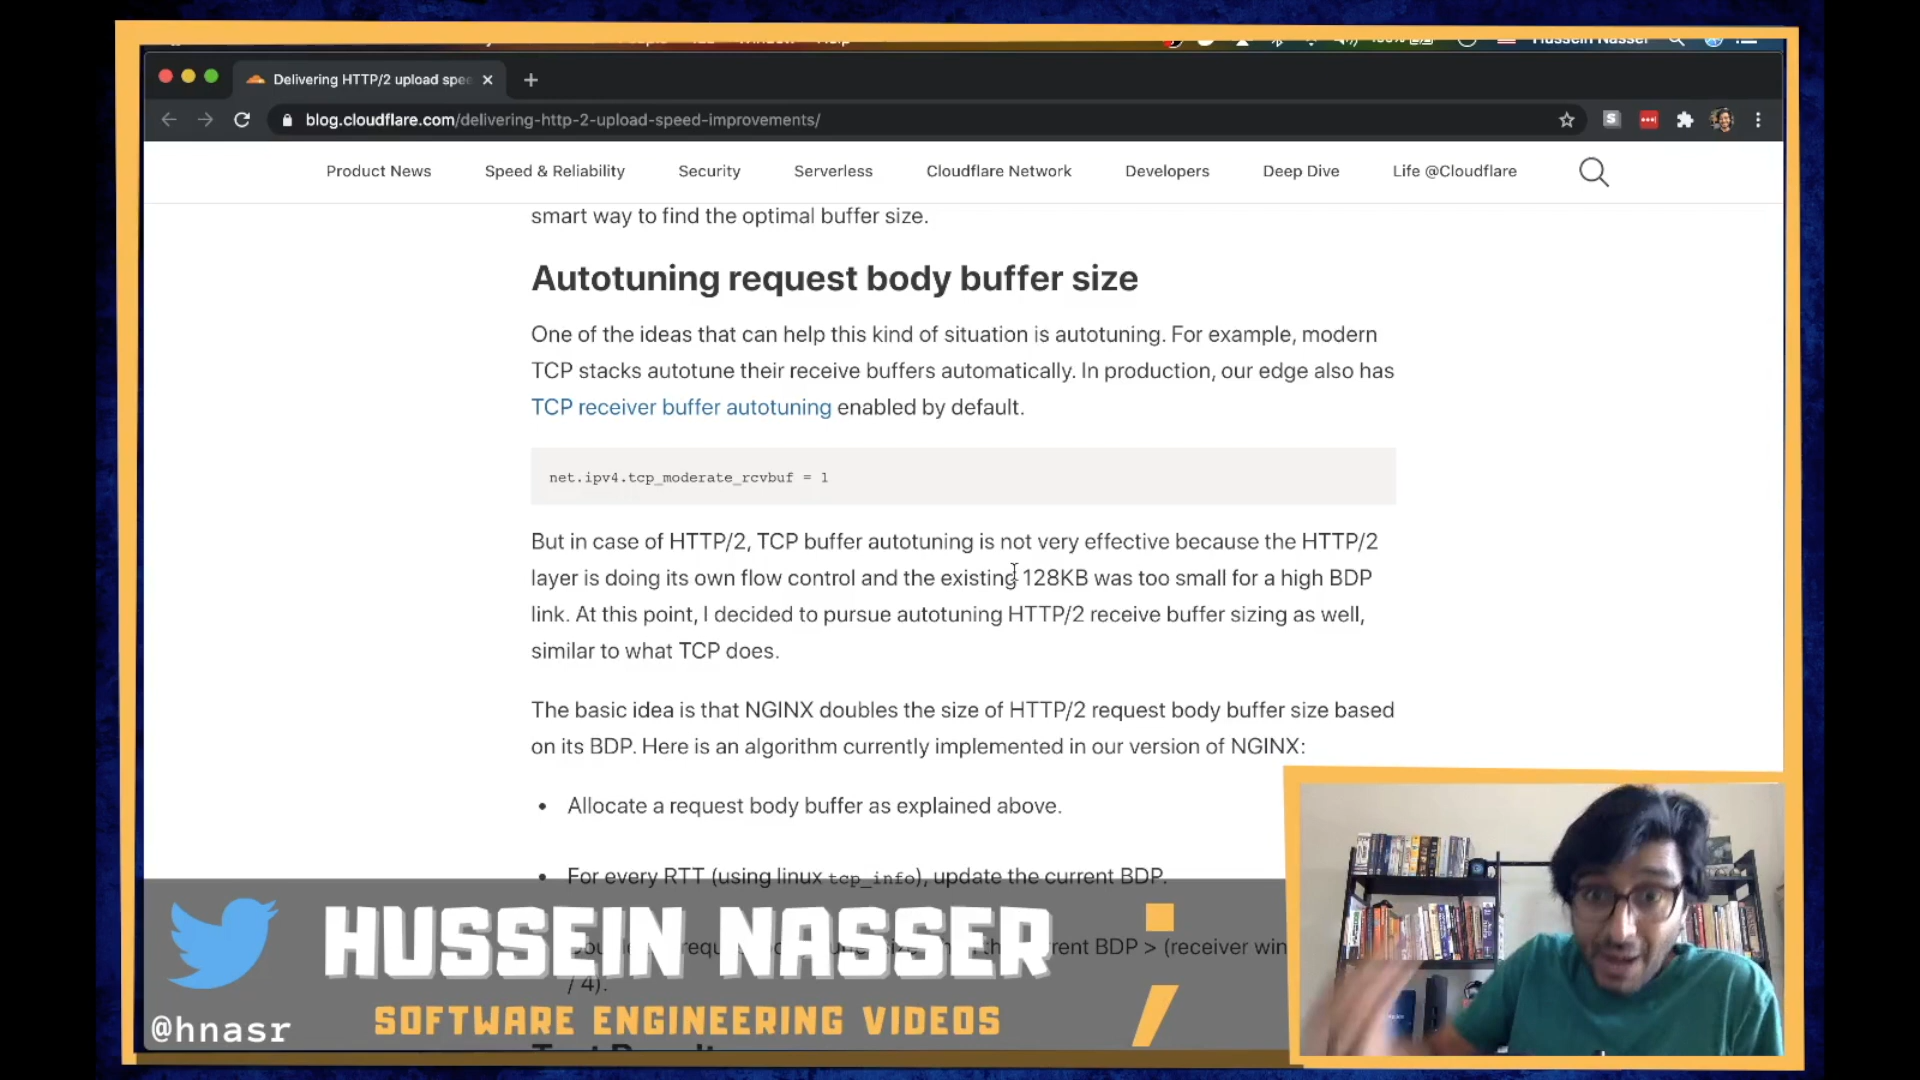 Hussein Nasser
Delivering HTTP/2 upload spee
blog.cloudflare.com/delivering-http-2-upload-speed-improvements/
Product News Speed & Reliability Security Serverless Cloudflare Network Developers Deep Dive Life @Cloudflare
smart way to find the optimal buffer size.
Autotuning request body buffer size
One of the ideas that can help this kind of situation is autotuning. For example, modern
TCP stacks autotune their receive buffers automatically. In production, our edge also has
TCP receiver buffer autotuning enabled by default.
net.ipv4.tcp_moderate_rcvbuf = 1
But in case of HTTP/2, TCP buffer autotuning is not very effective because the HTTP/2
layer is doing its own flow control and the existing 128KB was too small for a high BDP
link. At this point, I decided to pursue autotuning HTTP/2 receive buffer sizing as well,
similar to what TCP does.
The basic idea is that NGINX doubles the size of HTTP/2 request body buffer size based
on its BDP. Here is an algorithm currently implemented in our version of NGINX:
• Allocate a request body buffer as explained above.
• For every RTT (using linux tcp_info), update the current BDP.
BDP > (receiver win
/ 4).
HUSSEIN NASSER
SOFTWARE ENGINEERING VIDEOS
@hnasr
;